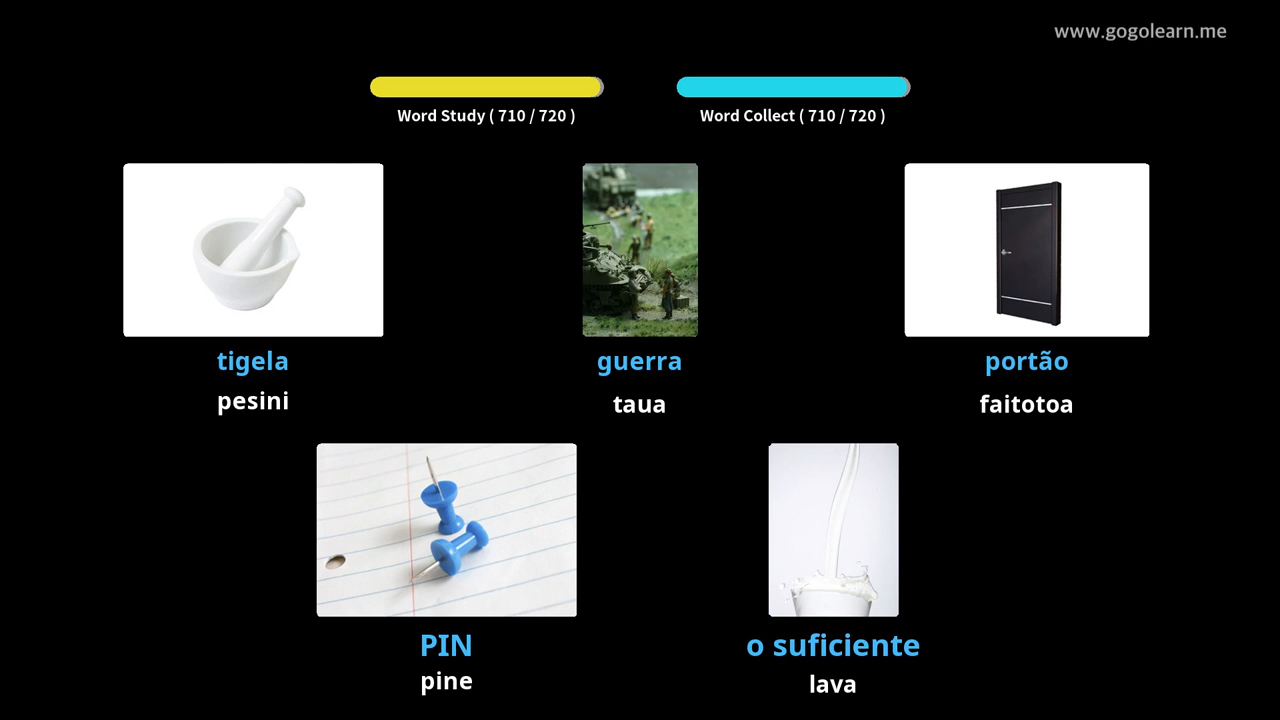 www.gogolearn.me
Word Study ( 710 / 720 )
Word Collect ( 710 / 720 )
tigela
pesini
guerra
taua
portão
faitotoa
PIN
pine
o suficiente
lava